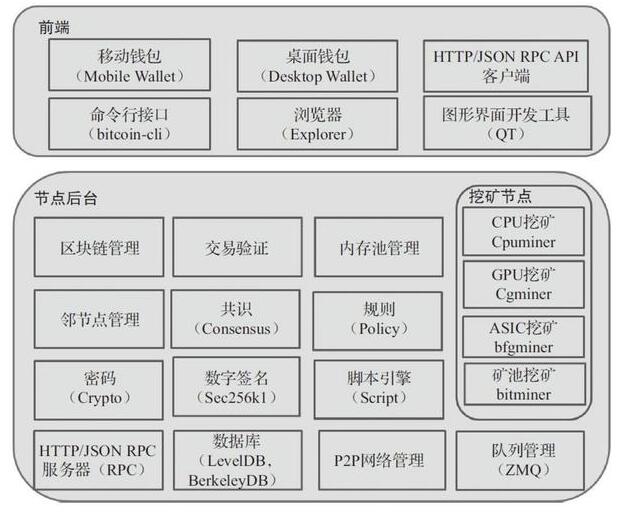 前端
移动钱包
（Mobile Wallet）
桌面钱包
（Desktop Wallet）
HTTP/JSON RPC API
客户端
命令行接口
（bitcoin-cli）
浏览器
（Explorer）
图形界面开发工具
（QT）
节点后台
区块链管理
交易验证
内存池管理
邻节点管理
共识
（Consensus）
规则
（Policy）
密码
（Crypto）
数字签名
（Sec256k1）
脚本引擎
（Script）
HTTP/JSON RPC
服务器（RPC）
数据库
（LevelDB，
BerkeleyDB）
P2P网络管理
队列管理
（ZMQ）
挖矿节点
CPU挖矿
Cpuminer
GPU挖矿
Cgminer
ASIC挖矿
bfgminer
矿池挖矿
bitminer